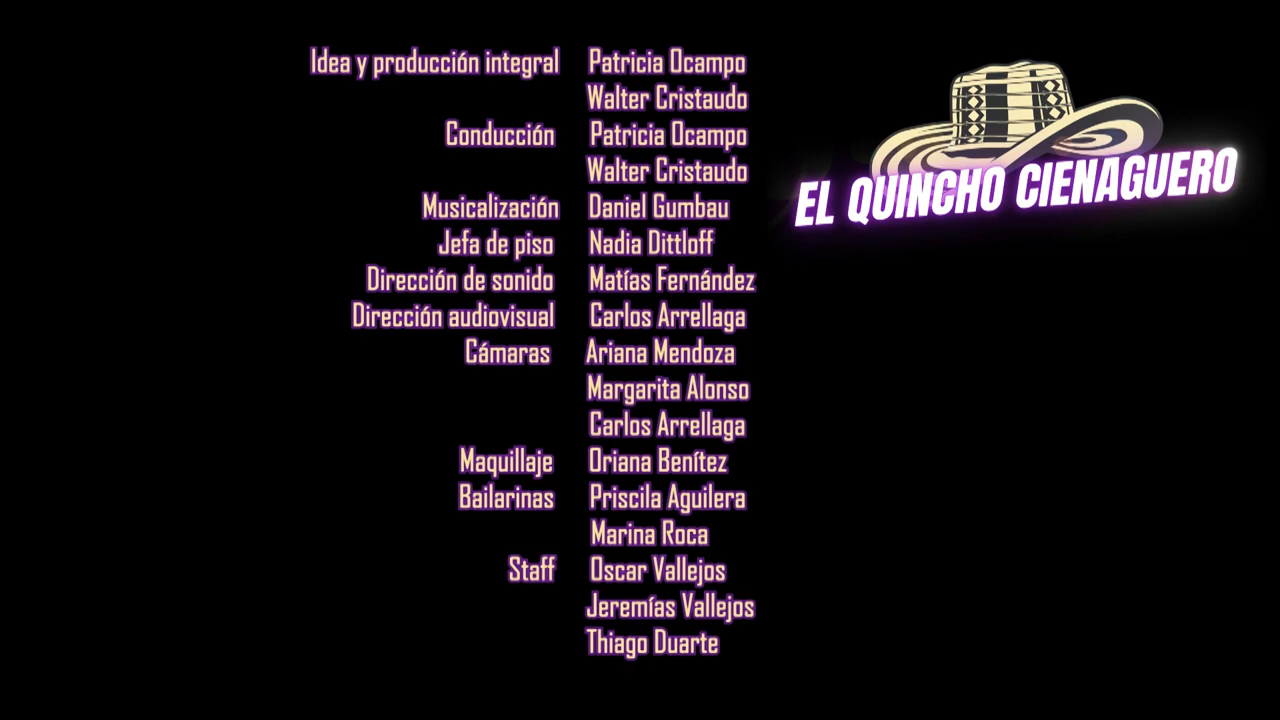 Idea y producción integral Patricia Ocampo
Walter Cristaudo
Conducción Patricia Ocampo
Walter Cristaudo
Musicalización Daniel Gumbau
Jefa de piso Nadia Dittloff
Dirección de sonido Matías Fernández
Dirección audiovisual Carlos Arrellaga
Cámaras Ariana Mendoza
Margarita Alonso
Carlos Arrellaga
Maquillaje Oriana Benítez
Bailarinas Priscila Aguilera
Marina Roca
Staff Oscar Vallejos
Jeremías Vallejos
Thiago Duarte
EL QUINCHO CIENAGUERO